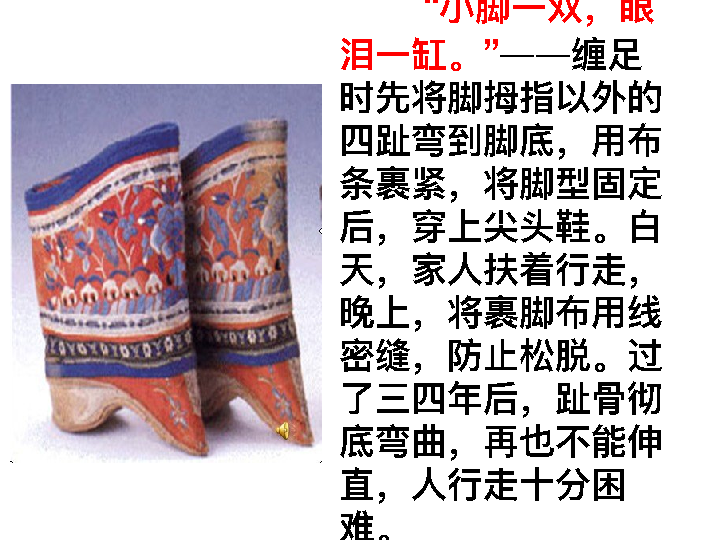 “小脚一双，眼
泪一缸。”——缠足
时先将脚拇指以外的
四趾弯到脚底，用布
条裹紧，将脚型固定
后，穿上尖头鞋。白
天，家人扶着行走，
晚上，将裹脚布用线
密缝，防止松脱。过
了三四年后，趾骨彻
底弯曲，再也不能伸
直，人行走十分困
难。